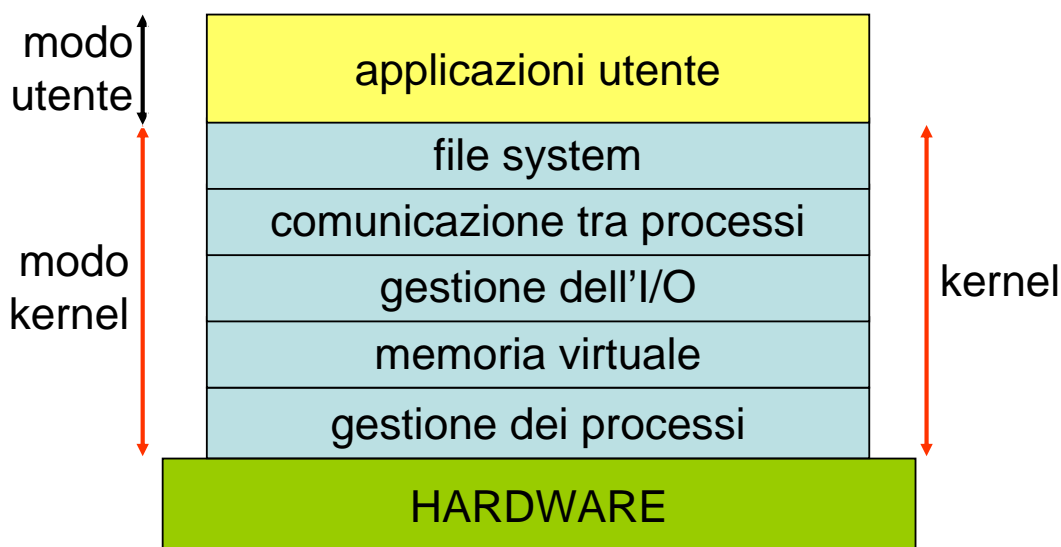 modo
utente
applicazioni utente
file system
comunicazione tra processi
modo
kernel
gestione dell'I/O
kernel
memoria virtuale
gestione dei processi
HARDWARE